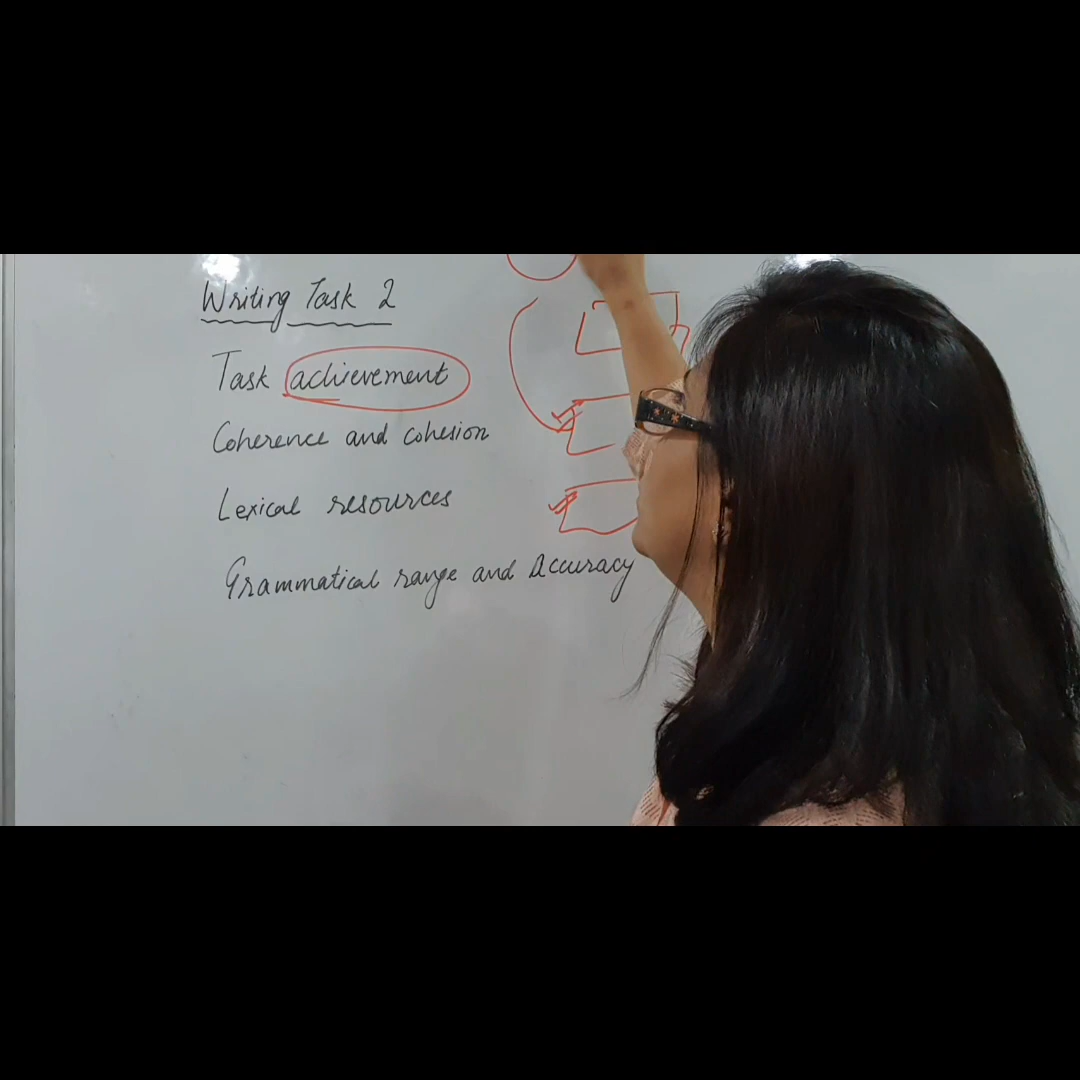 Writing Task 2
Task achievement
Coherence and cohesion
Lexical resources
Grammatical range and Accuracy